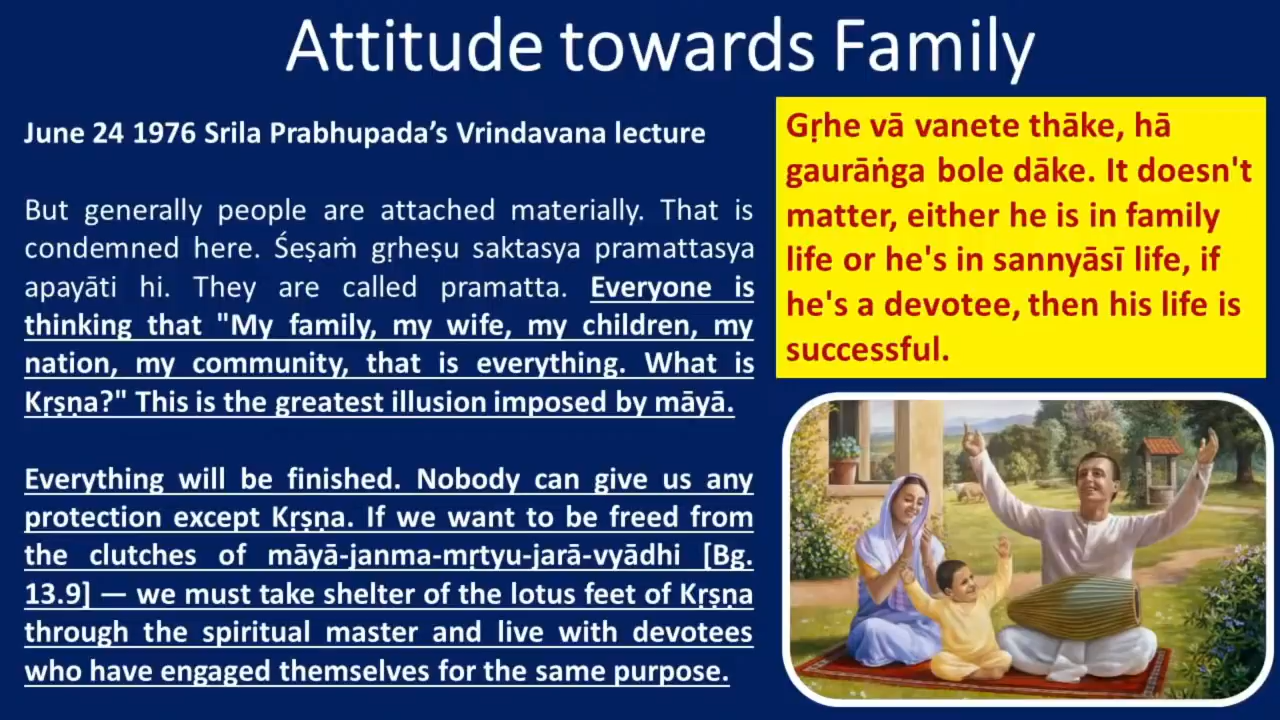 Attitude towards Family
June 24 1976 Srila Prabhupada’s Vrindavana lecture
But generally people are attached materially. That is
condemned here. Śeṣaṁ gṛheṣu saktasya pramattasya
apayāti hi. They are called pramatta. Everyone is
thinking that "My family, my wife, my children, my
nation, my community, that is everything. What is
Kṛṣṇa?" This is the greatest illusion imposed by māyā.
Everything will be finished. Nobody can give us any
protection except Kṛṣṇa. If we want to be freed from
the clutches of māyā-janma-mṛtyu-jarā-vyādhi [Bg.
13.9] — we must take shelter of the lotus feet of Kṛṣṇa
through the spiritual master and live with devotees
who have engaged themselves for the same purpose.
Gṛhe vā vanete thāke, hā
gaurāṅga bole dāke. It doesn't
matter, either he is in family
life or he's in sannyāsī life, if
he's a devotee, then his life is
successful.